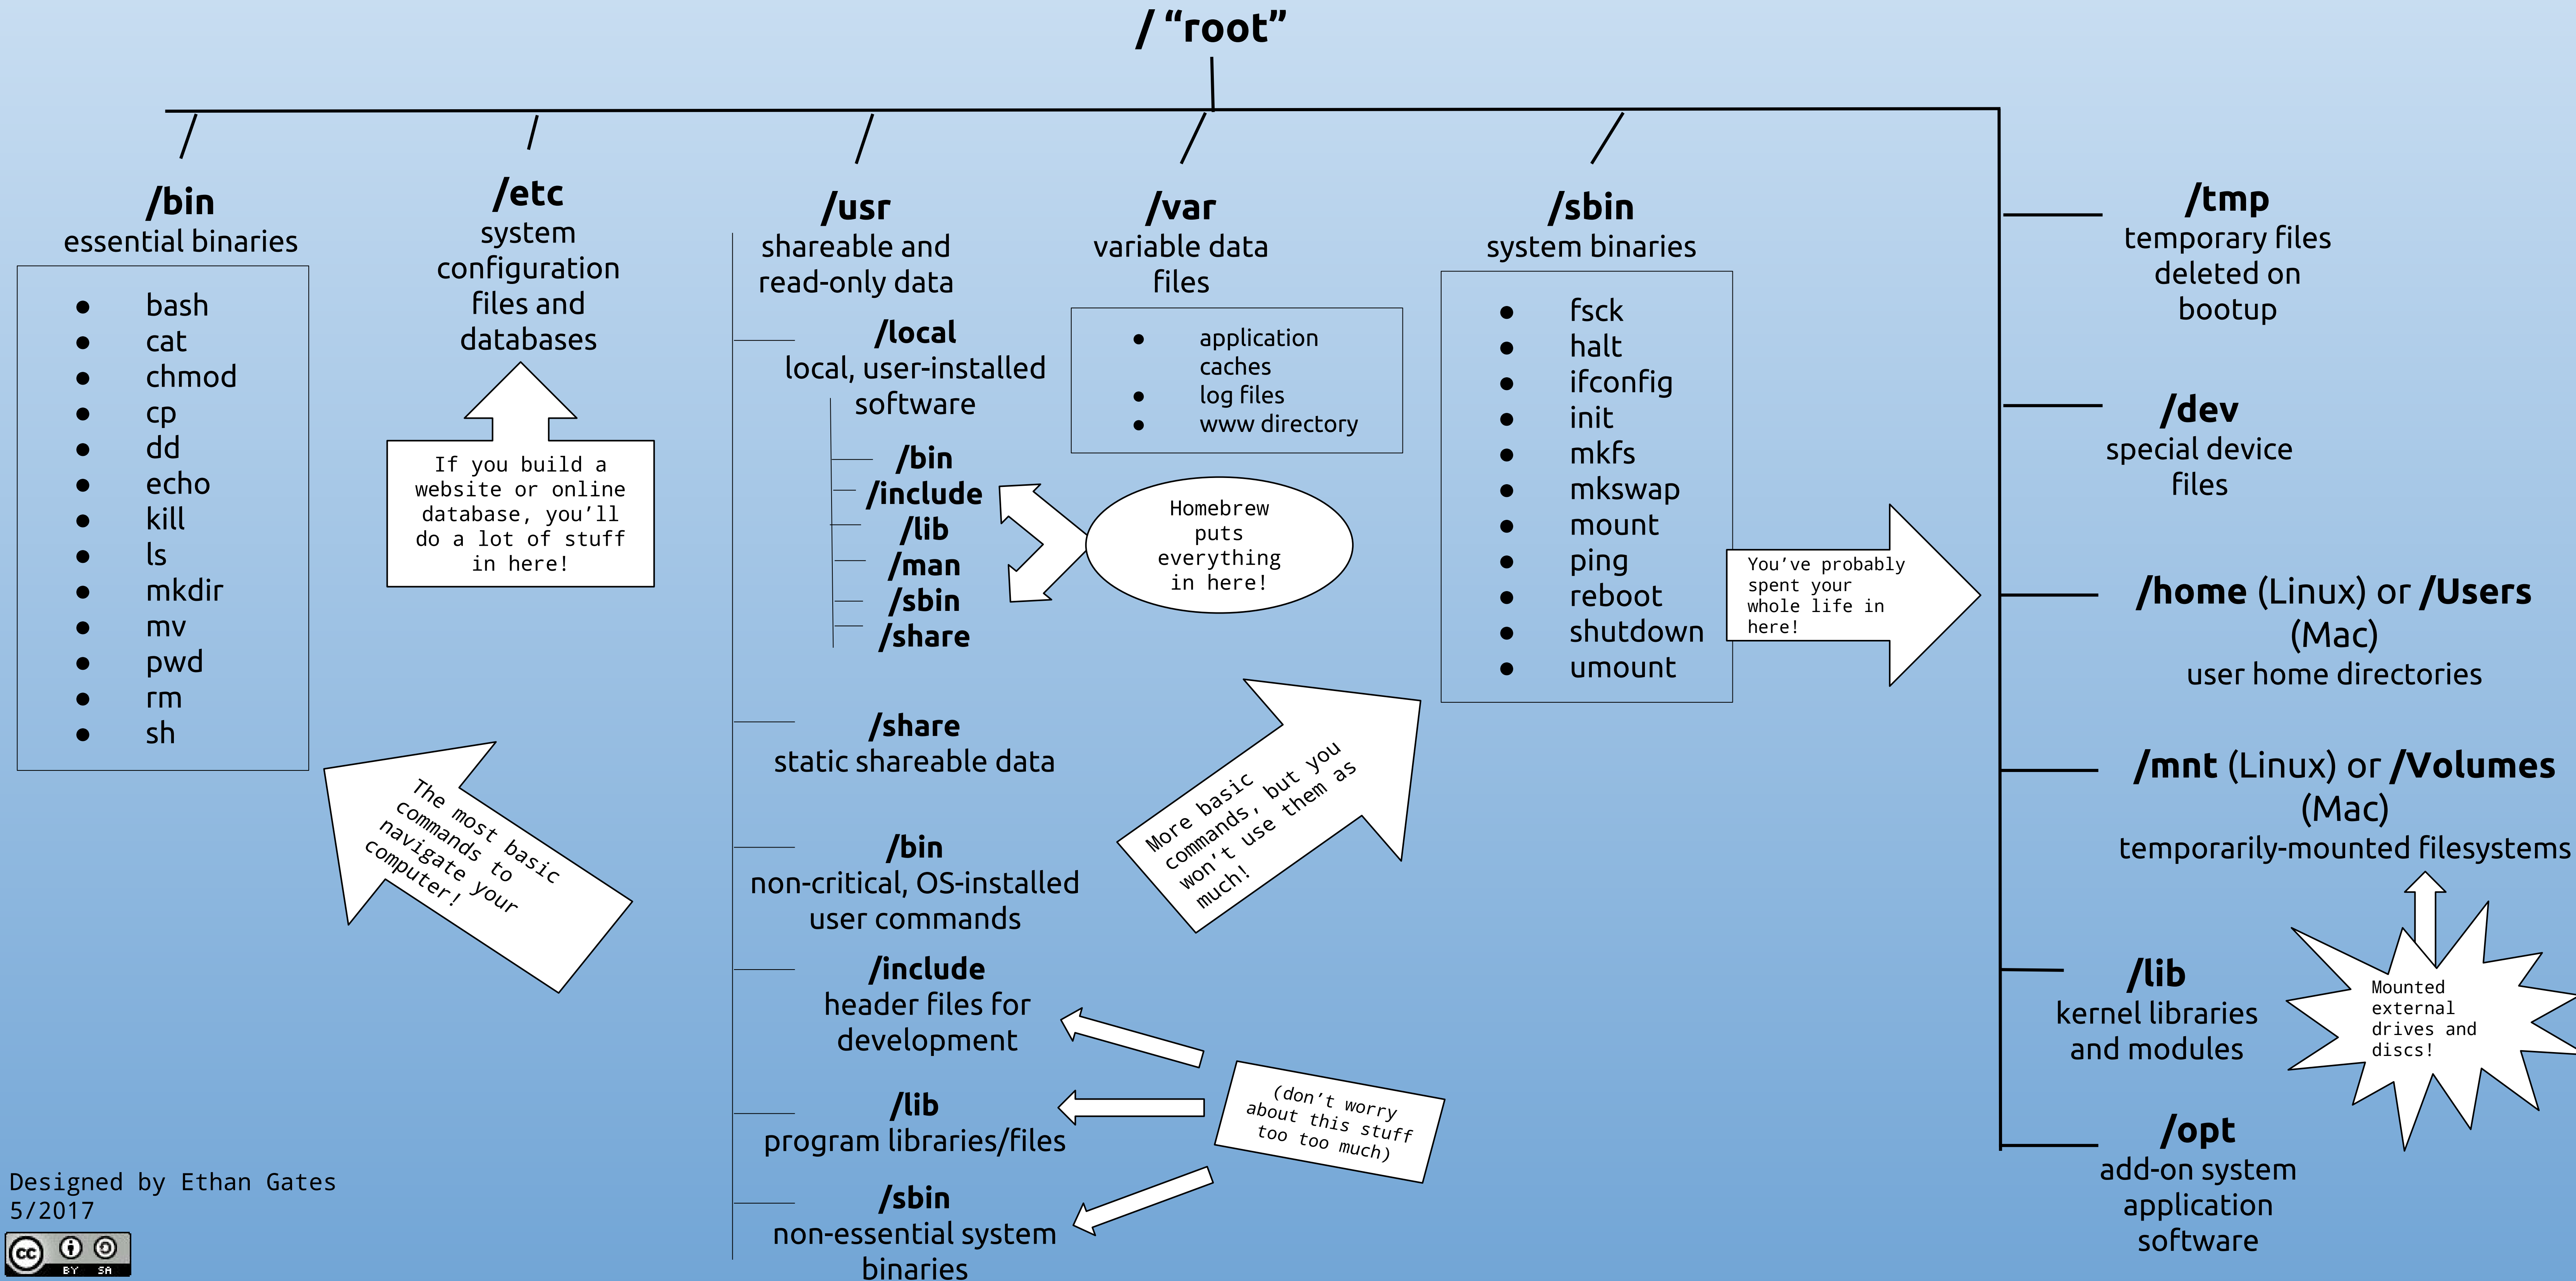 / “root”
/bin
essential binaries
● bash
● cat
● chmod
● cp
● dd
● echo
● kill
● ls
● mkdir
● mv
● pwd
● rm
● sh
The most basic
commands to
navigate your
computer!
/etc
system
configuration
files and
databases
If you build a
website or online
database, you’ll
do a lot of stuff
in here!
/usr
shareable and
read-only data
/local
local, user-installed
software
/bin
/include
/lib
/man
/sbin
/share
Homebrew
puts
everything
in here!
/share
static shareable data
/bin
non-critical, OS-installed
user commands
/include
header files for
development
/lib
program libraries/files
/sbin
non-essential system
binaries
(don’t worry
about this stuff
too too much)
/var
variable data
files
● application
caches
● log files
● www directory
/sbin
system binaries
● fsck
● halt
● ifconfig
● init
● mkfs
● mkswap
● mount
● ping
● reboot
● shutdown
● umount
More basic
commands, but you
won’t use them as
much!
You’ve probably
spent your
whole life in
here!
/tmp
temporary files
deleted on
bootup
/dev
special device
files
/home (Linux) or /Users
(Mac)
user home directories
/mnt (Linux) or /Volumes
(Mac)
temporarily-mounted filesystems
Mounted
external
drives and
discs!
/lib
kernel libraries
and modules
/opt
add-on system
application
software
Designed by Ethan Gates
5/2017
cc
BY SA